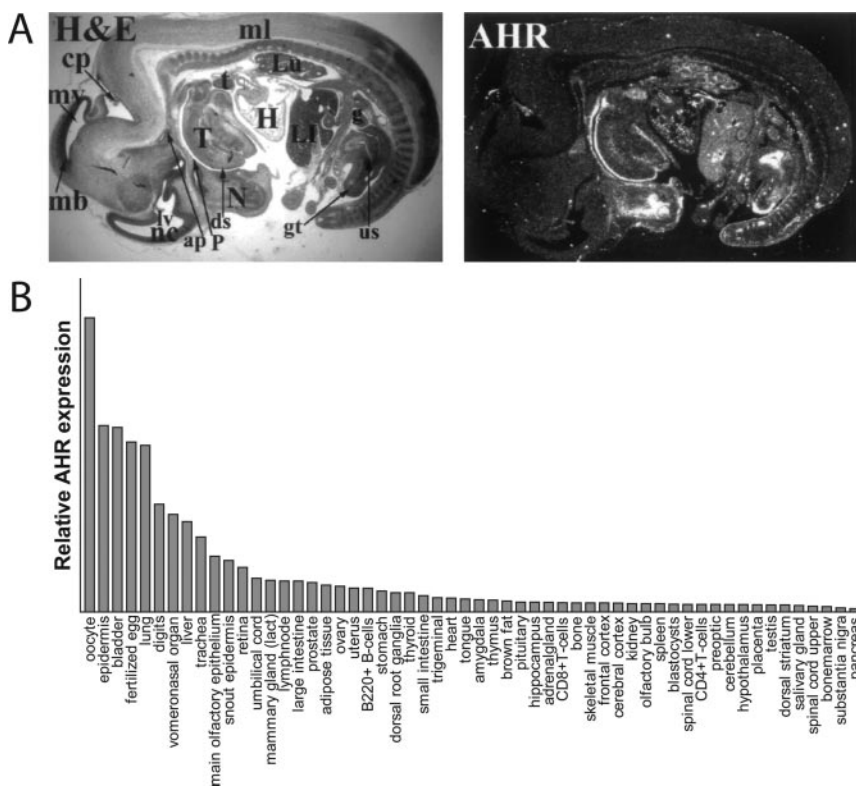 A
H&E
ml
cp
Lu
mv
t
H
g
T
LI
mb
N
lv
nc
ap
P
ds
gt
us
AHR
B
Relative AHR expression
oocyte
epidermis
bladder
fertilized egg
lung
digits
vomeronasal organ
liver
trachea
main olfactory epithelium
snout epidermis
retina
umbilical cord
mammary gland (lact)
lymphnode
large intestine
prostate
adipose tissue
ovary
uterus
B220+ B-cells
stomach
dorsal root ganglia
thyroid
small intestine
trigeminal
heart
tongue
amygdala
thymus
brown fat
pituitary
hippocampus
adrenalgland
CD8+T-cells
bone
skeletal muscle
frontal cortex
cerebral cortex
kidney
olfactory bulb
spleen
blastocysts
spinal cord lower
CD4+T-cells
preoptic
cerebellum
hypothalamus
placenta
testis
dorsal striatum
salivary gland
spinal cord upper
bonemarrow
substantia nigra
pancreas